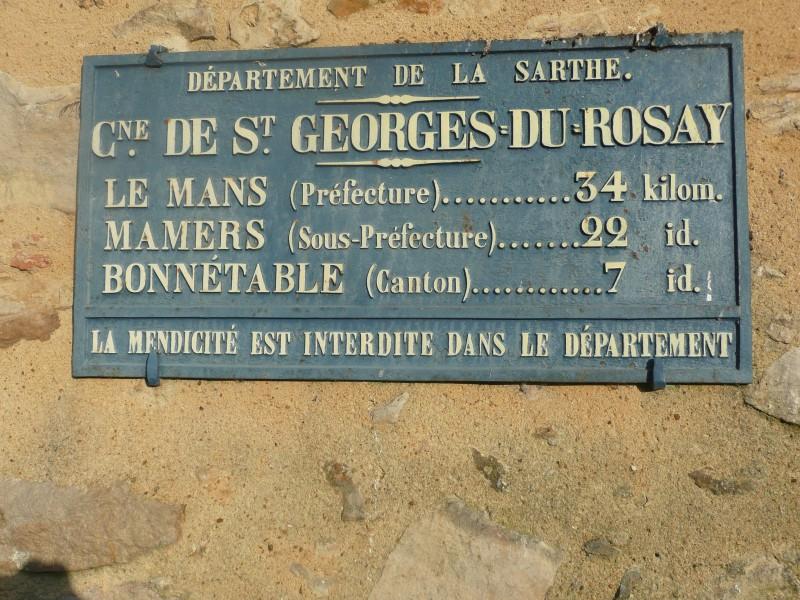 DÉPARTEMENT DE LA SARTHE.
CNE. DE ST. GEORGES=DU=ROSAY
LE MANS (Préfecture)...........34 kilom.
MAMERS (Sous-Préfecture).......22 id.
BONNÉTABLE (Canton)............7 id.
LA MENDICITÉ EST INTERDITE DANS LE DÉPARTEMENT